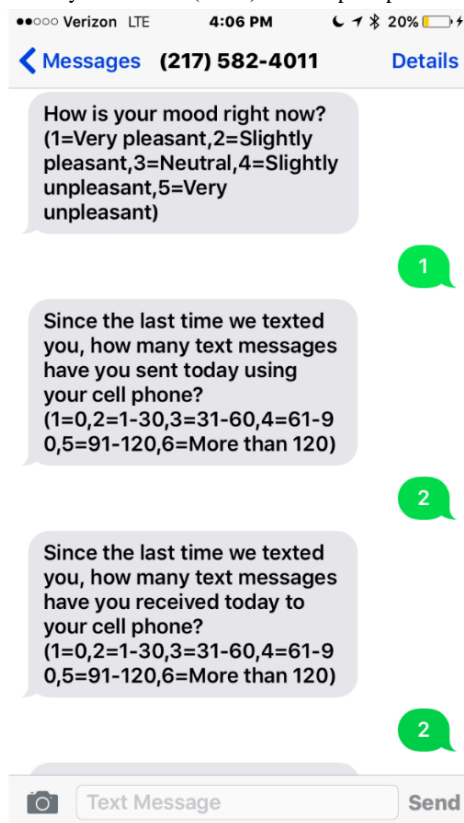 Verizon LTE 4:06 PM 20%
Messages (217) 582-4011 Details
How is your mood right now?
(1=Very pleasant,2=Slightly
pleasant,3=Neutral,4=Slightly
unpleasant,5=Very
unpleasant)
1
Since the last time we texted
you, how many text messages
have you sent today using
your cell phone?
(1=0,2=1-30,3=31-60,4=61-9
0,5=91-120,6=More than 120)
2
Since the last time we texted
you, how many text messages
have you received today to
your cell phone?
(1=0,2=1-30,3=31-60,4=61-9
0,5=91-120,6=More than 120)
2
Text Message Send